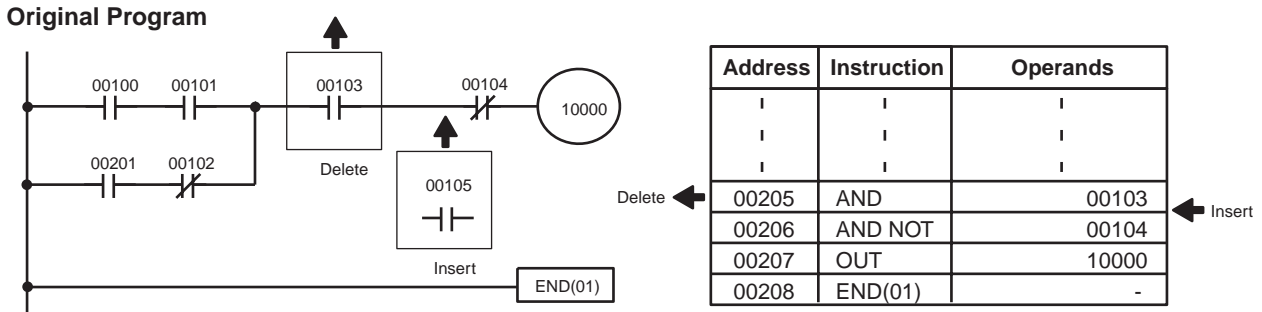 Original Program
00100 00101 00103 00104
10000
00201 00102
Delete
00105
Insert
END(01)
Address Instruction Operands
Delete 00205 AND 00103 Insert
00206 AND NOT 00104
00207 OUT 10000
00208 END(01) -